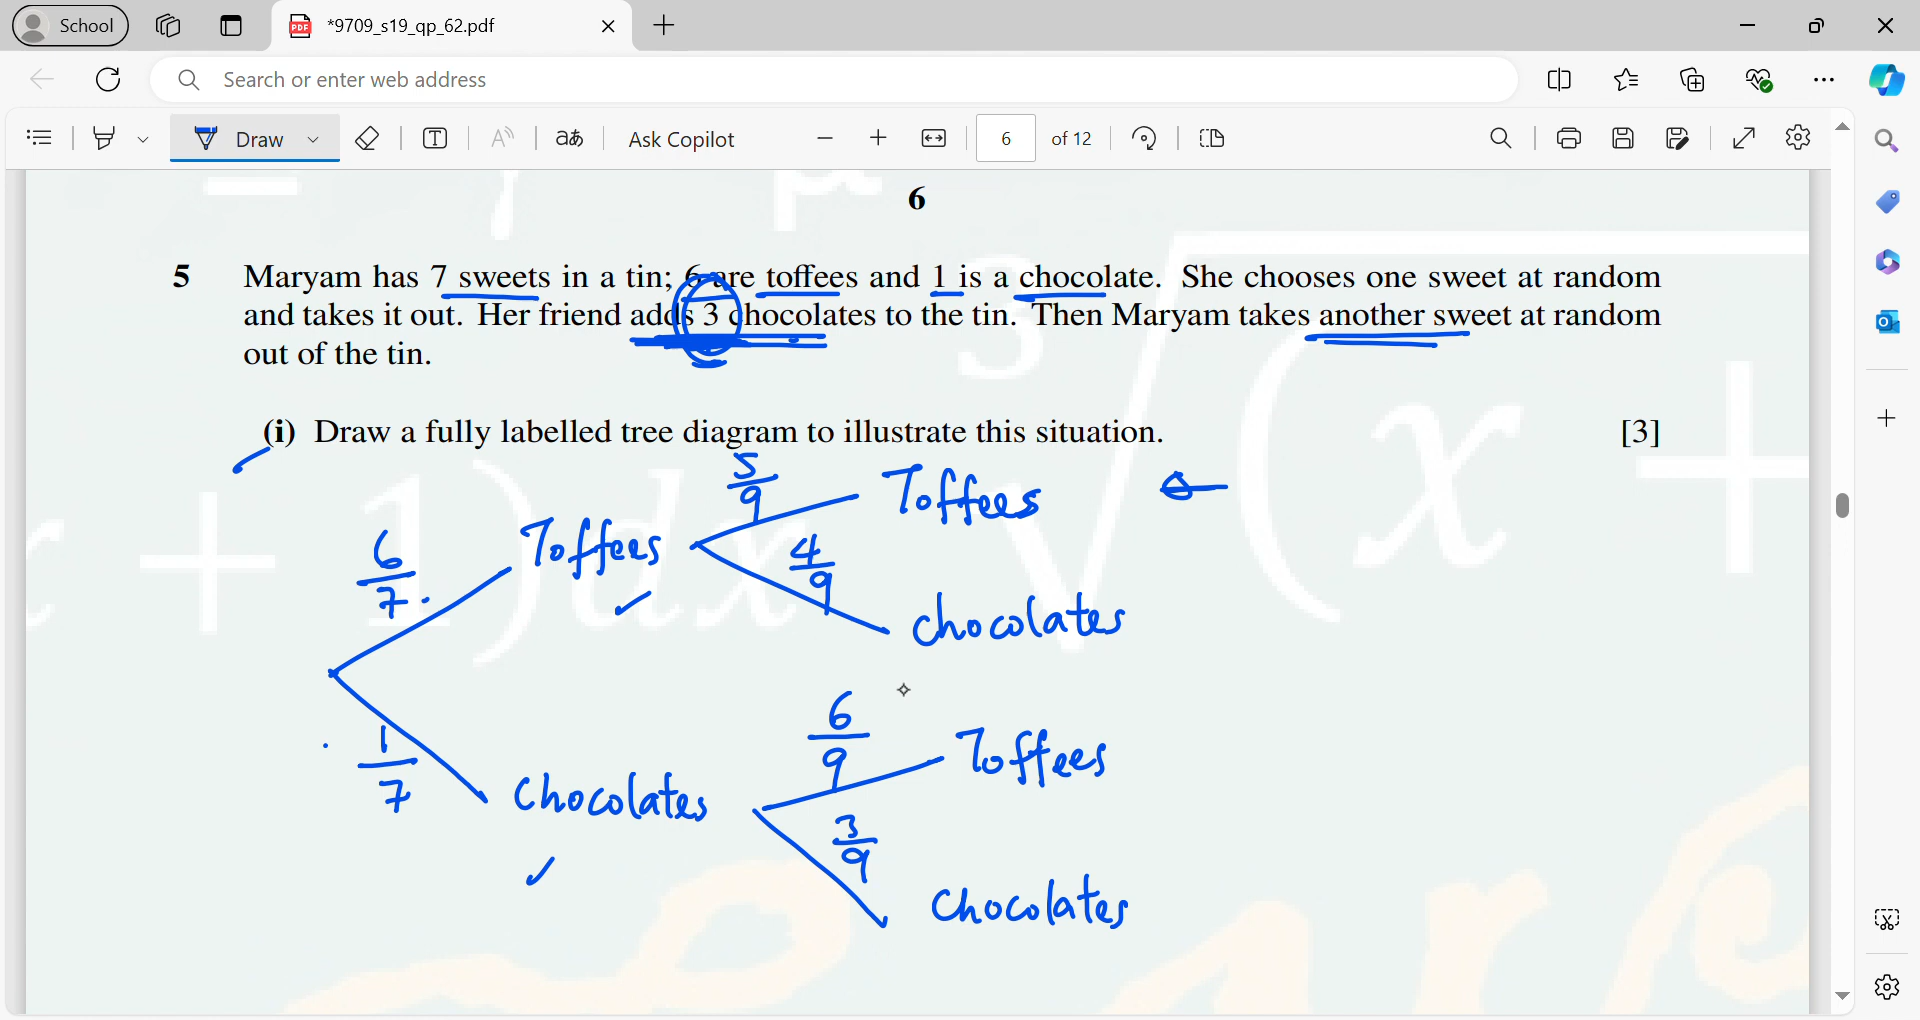 School
*9709_s19_qp_62.pdf
Search or enter web address
Draw
aあ
Ask Copilot
6
of 12
6
5 Maryam has 7 sweets in a tin; 6 are toffees and 1 is a chocolate. She chooses one sweet at random
and takes it out. Her friend adds 3 chocolates to the tin. Then Maryam takes another sweet at random
out of the tin.
(i) Draw a fully labelled tree diagram to illustrate this situation. [3]
5/9
Toffees
6/7
Toffees
4/9
chocolates
6/9
Toffees
1/7
Chocolates
3/9
Chocolates